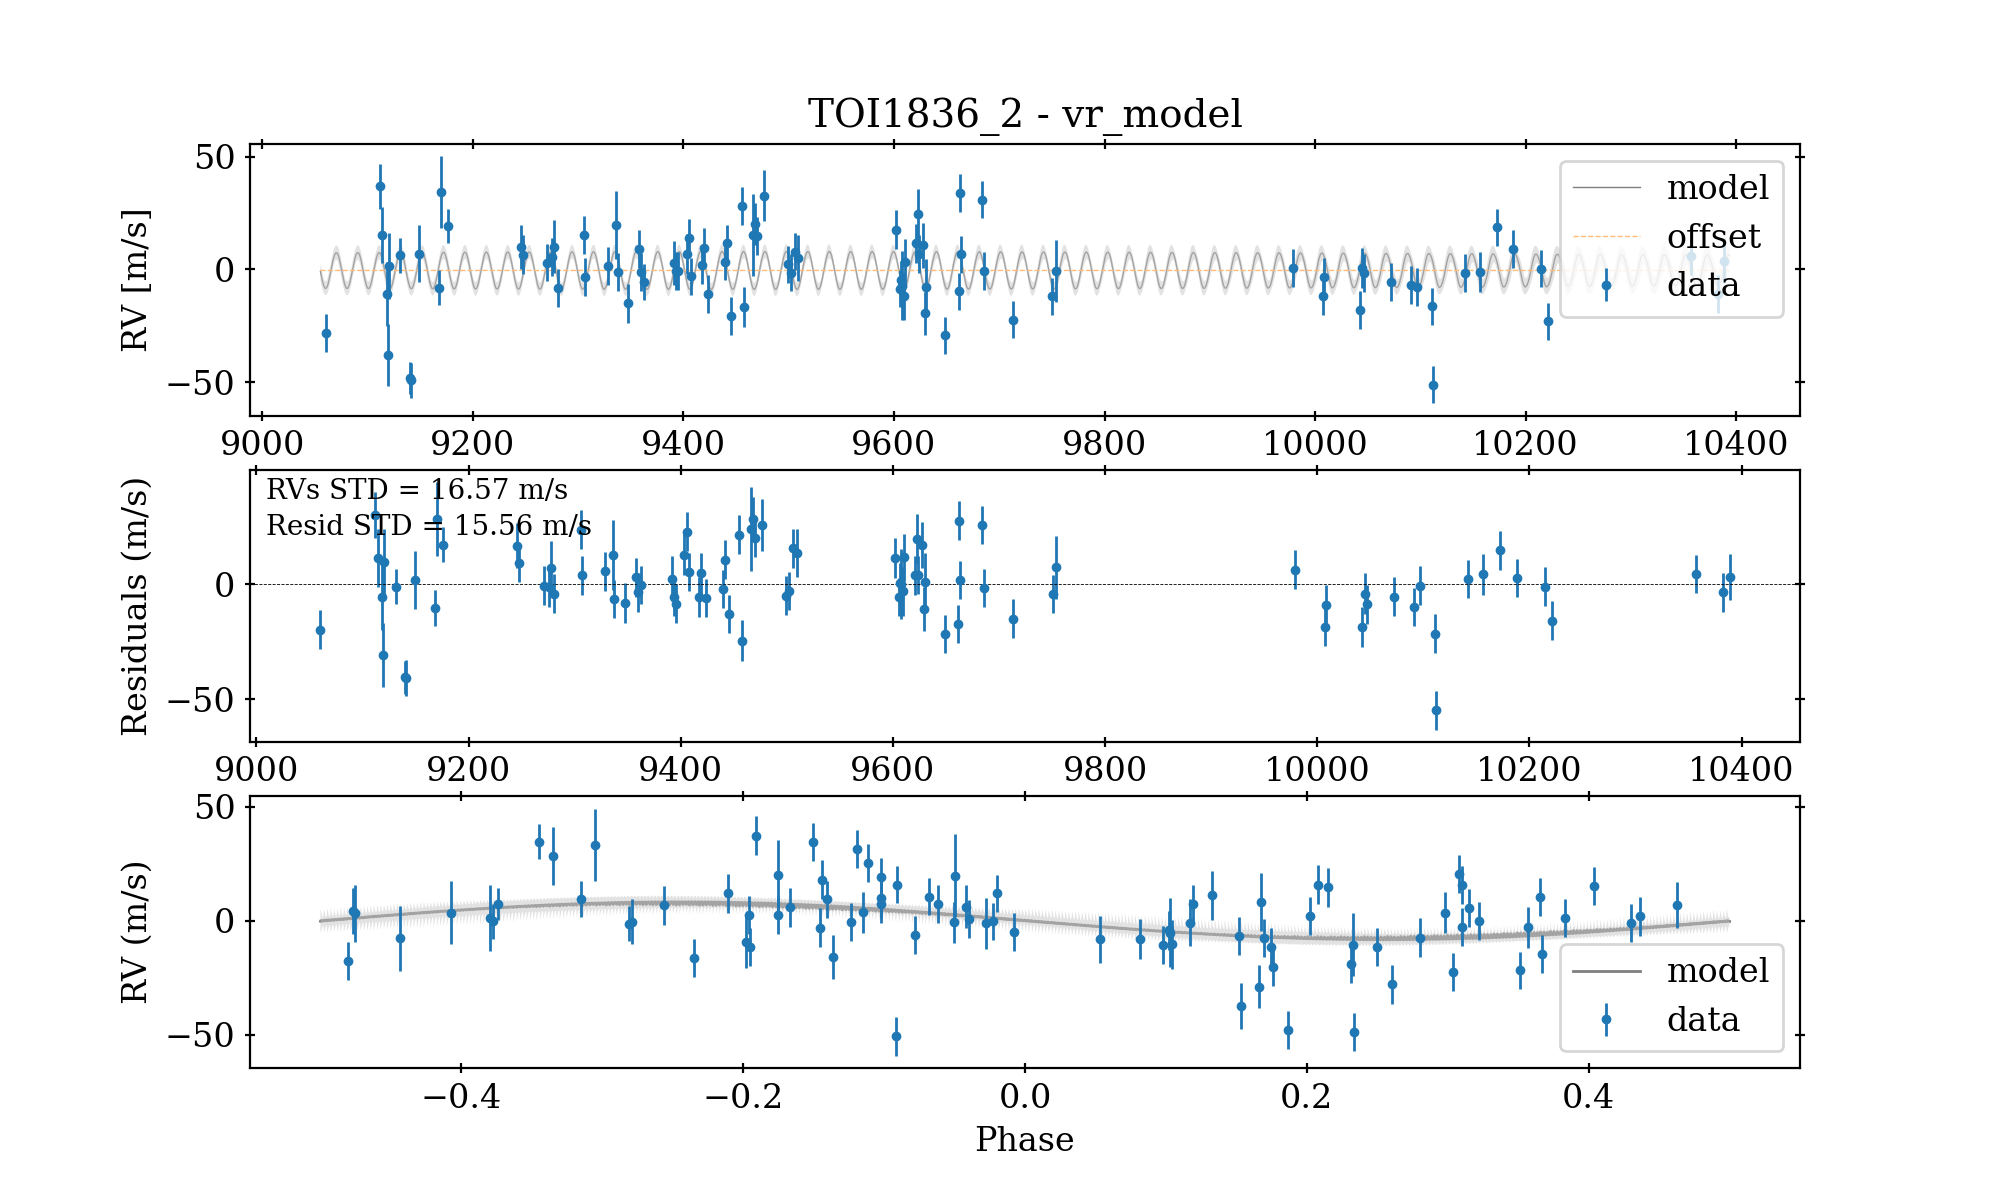 TOI1836_2 - vr_model
RV [m/s]
50
0
−50
model
offset
data
9000 9200 9400 9600 9800 10000 10200 10400
Residuals (m/s)
RVs STD = 16.57 m/s
Resid STD = 15.56 m/s
0
−50
9000 9200 9400 9600 9800 10000 10200 10400
RV (m/s)
50
0
−50
model
data
−0.4 −0.2 0.0 0.2 0.4
Phase